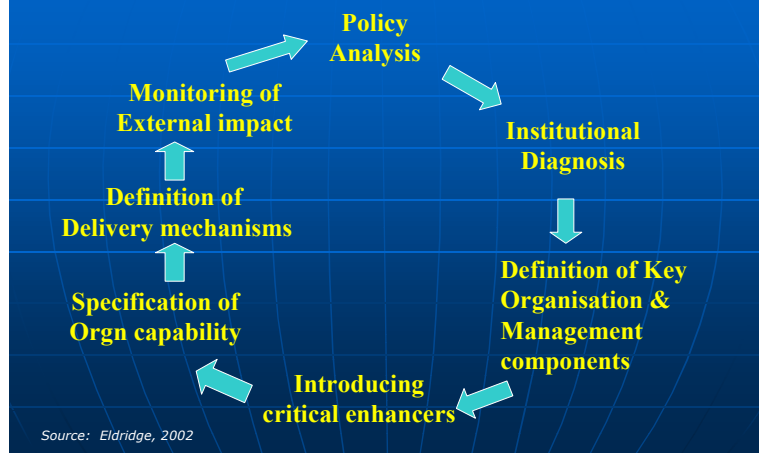 Policy
Analysis
Institutional
Diagnosis
Definition of Key
Organisation &
Management
components
Introducing
critical enhancers
Specification of
Orgn capability
Definition of
Delivery mechanisms
Monitoring of
External impact
Source: Eldridge, 2002